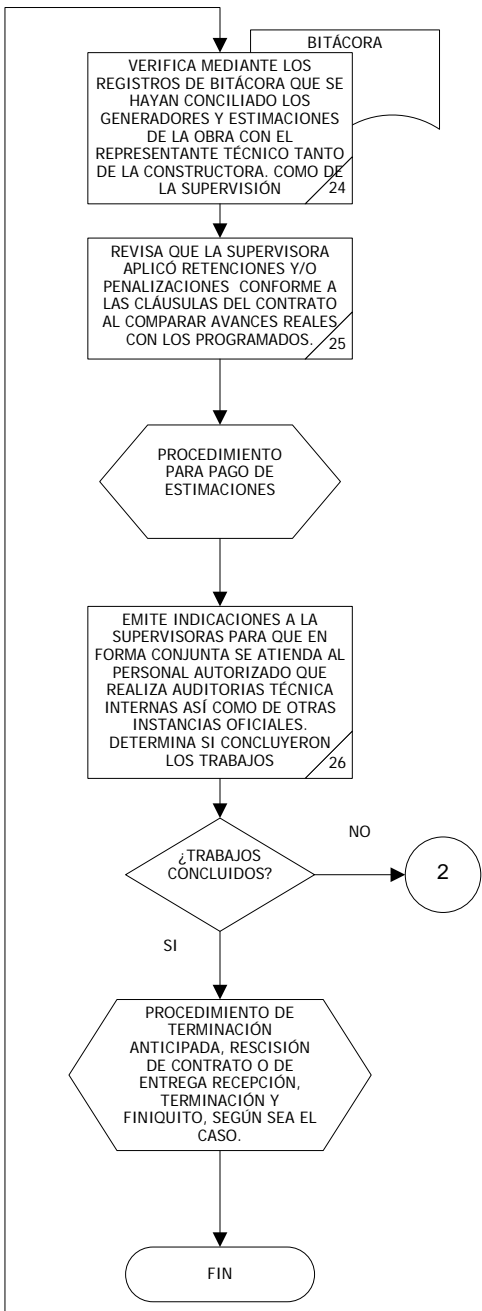 BITÁCORA
VERIFICA MEDIANTE LOS
REGISTROS DE BITÁCORA QUE SE
HAYAN CONCILIADO LOS
GENERADORES Y ESTIMACIONES
DE LA OBRA CON EL
REPRESENTANTE TÉCNICO TANTO
DE LA CONSTRUCTORA. COMO DE
LA SUPERVISIÓN
24
REVISA QUE LA SUPERVISORA
APLICÓ RETENCIONES Y/O
PENALIZACIONES CONFORME A
LAS CLÁUSULAS DEL CONTRATO
AL COMPARAR AVANCES REALES
CON LOS PROGRAMADOS.
25
PROCEDIMIENTO
PARA PAGO DE
ESTIMACIONES
EMITE INDICACIONES A LA
SUPERVISORAS PARA QUE EN
FORMA CONJUNTA SE ATIENDA AL
PERSONAL AUTORIZADO QUE
REALIZA AUDITORIAS TÉCNICA
INTERNAS ASÍ COMO DE OTRAS
INSTANCIAS OFICIALES.
DETERMINA SI CONCLUYERON
LOS TRABAJOS
26
¿TRABAJOS
CONCLUIDOS?
NO
2
SI
PROCEDIMIENTO DE
TERMINACIÓN
ANTICIPADA, RESCISIÓN
DE CONTRATO O DE
ENTREGA RECEPCIÓN,
TERMINACIÓN Y
FINIQUITO, SEGÚN SEA EL
CASO.
FIN